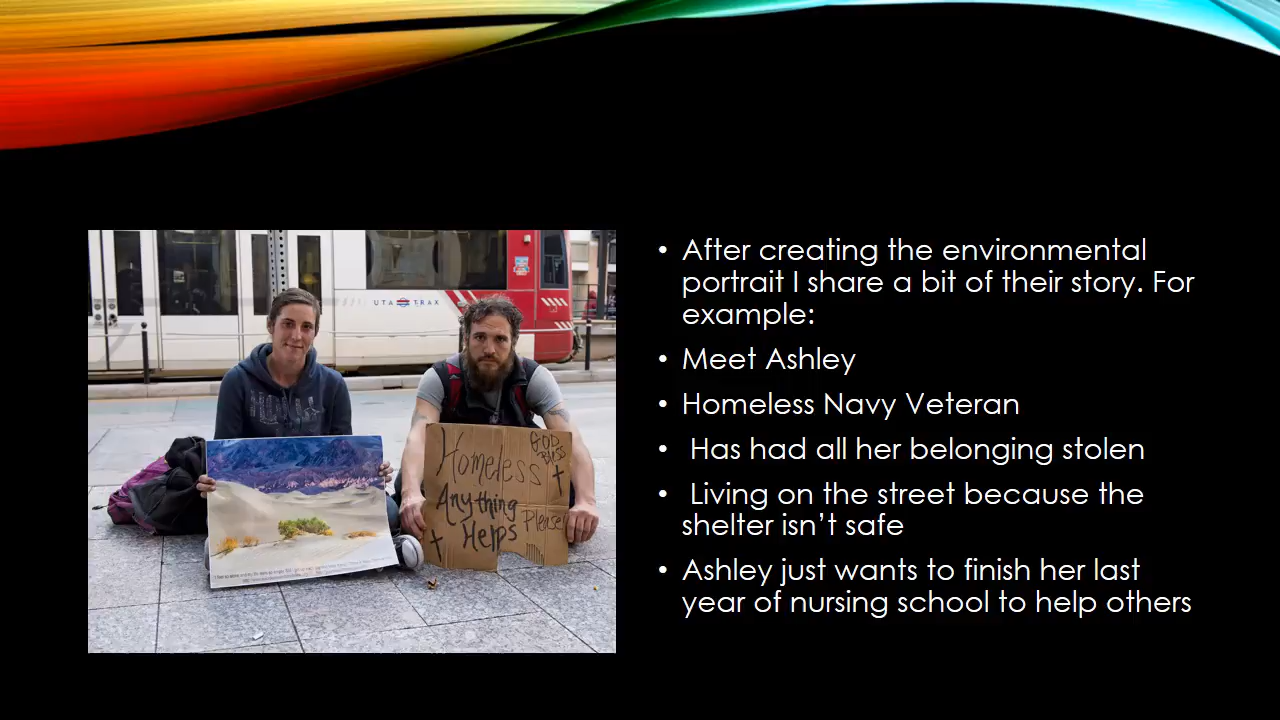 UTA TRAX
Homeless
GOD
BLESS
Anything
Helps
Please
• After creating the environmental
portrait I share a bit of their story. For
example:
• Meet Ashley
• Homeless Navy Veteran
• Has had all her belonging stolen
• Living on the street because the
shelter isn’t safe
• Ashley just wants to finish her last
year of nursing school to help others